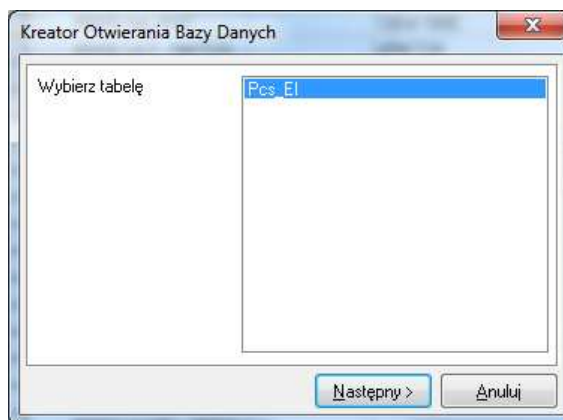 Kreator Otwierania Bazy Danych
Wybierz tabelę
Pcs_El
Następny >
Anuluj